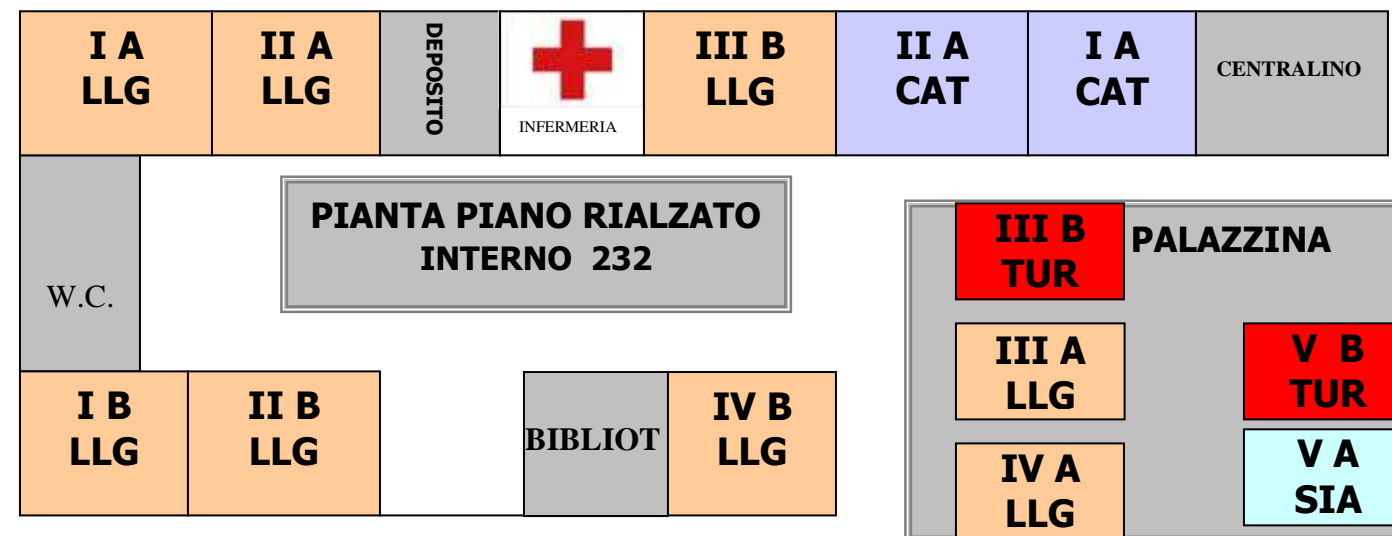 I A
LLG
II A
LLG
DEPOSITO
INFERMERIA
III B
LLG
II A
CAT
I A
CAT
CENTRALINO
W.C.
PIANTA PIANO RIALZATO
INTERNO 232
PALAZZINA
III B
TUR
III A
LLG
V B
TUR
IV A
LLG
V A
SIA
I B
LLG
II B
LLG
BIBLIOT
IV B
LLG